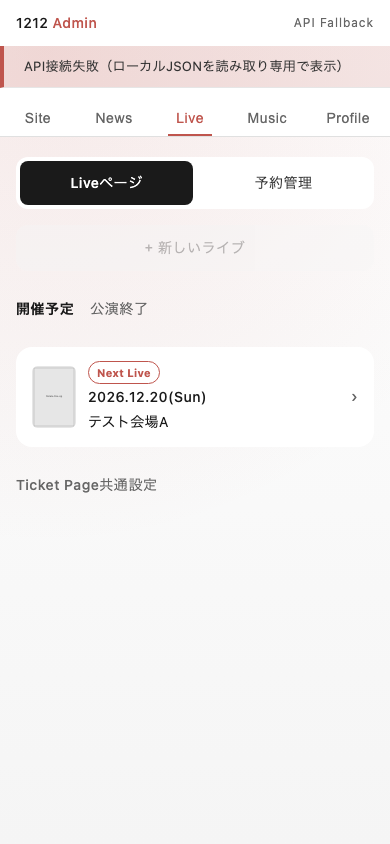 1212 Admin
API Fallback
API接続失敗（ローカルJSONを読み取り専用で表示）
Site
News
Live
Music
Profile
Liveページ
予約管理
+ 新しいライブ
開催予定
公演終了
Next Live
2026.12.20(Sun)
テスト会場A
›
Ticket Page共通設定